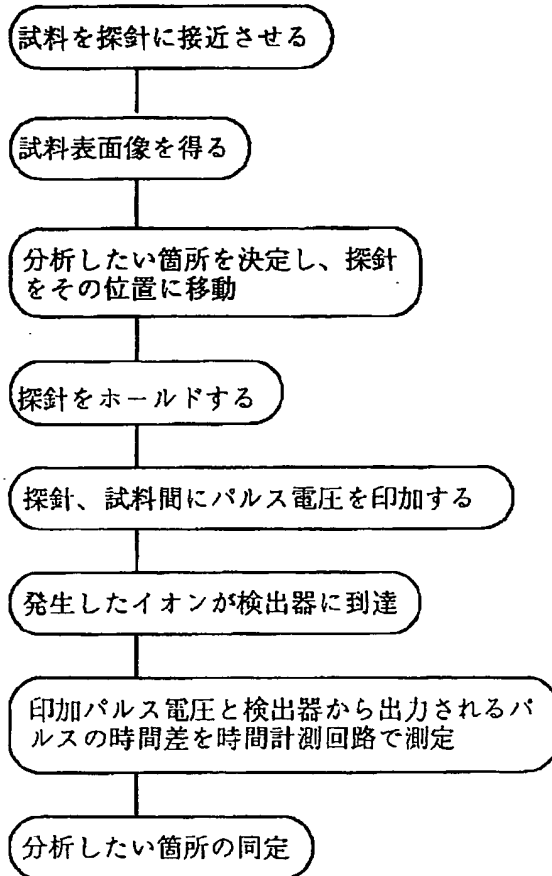 試料を探針に接近させる
試料表面像を得る
分析したい箇所を決定し、探針
をその位置に移動
探針をホールドする
探針、試料間にパルス電圧を印加する
発生したイオンが検出器に到達
印加パルス電圧と検出器から出力されるパ
ルスの時間差を時間計測回路で測定
分析したい箇所の同定